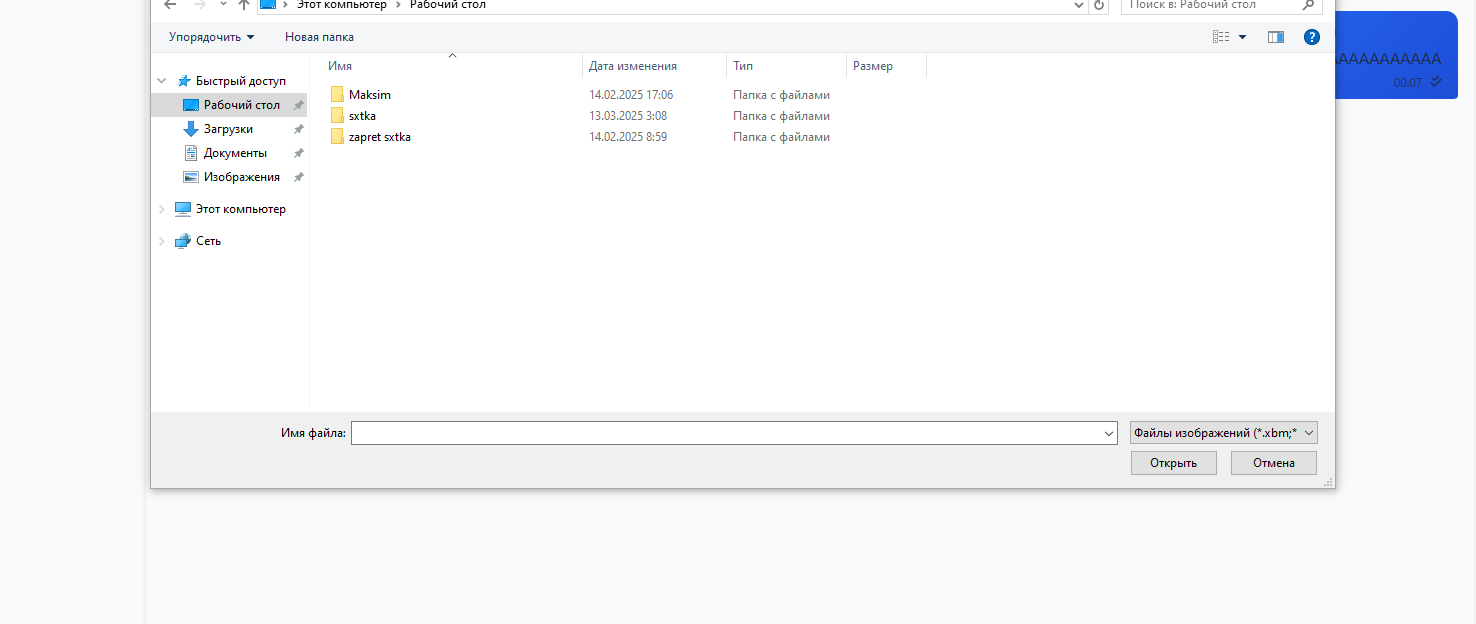 Этот компьютер > Рабочий стол
Поиск в: Рабочий стол
Упорядочить
Новая папка
Имя
Дата изменения
Тип
Размер
Быстрый доступ
Рабочий стол
Загрузки
Документы
Изображения
Этот компьютер
Сеть
Maksim 14.02.2025 17:06 Папка с файлами
sxtka 13.03.2025 3:08 Папка с файлами
zapret sxtka 14.02.2025 8:59 Папка с файлами
АААААААААА
00:07
Имя файла:
Файлы изображений (*.xbm;*
Открыть
Отмена